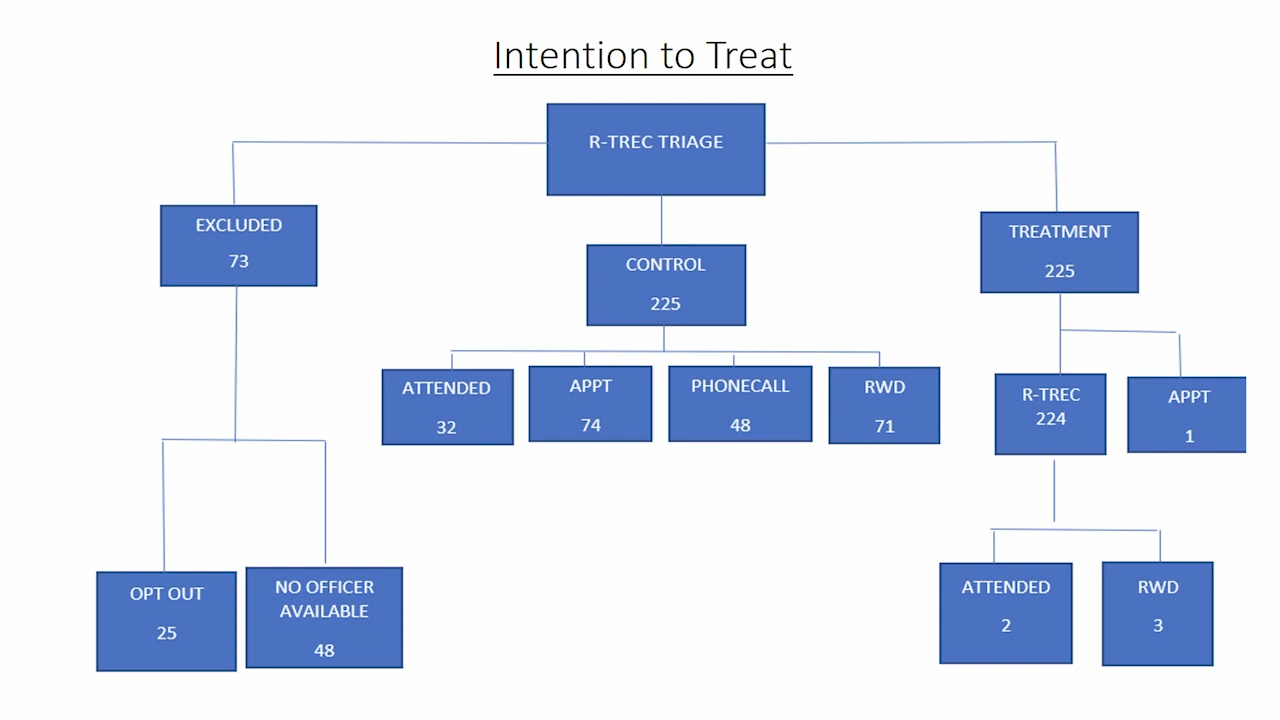 Intention to Treat
R-TREC TRIAGE
EXCLUDED
73
CONTROL
225
TREATMENT
225
ATTENDED
32
APPT
74
PHONECALL
48
RWD
71
R-TREC
224
APPT
1
OPT OUT
25
NO OFFICER
AVAILABLE
48
ATTENDED
2
RWD
3